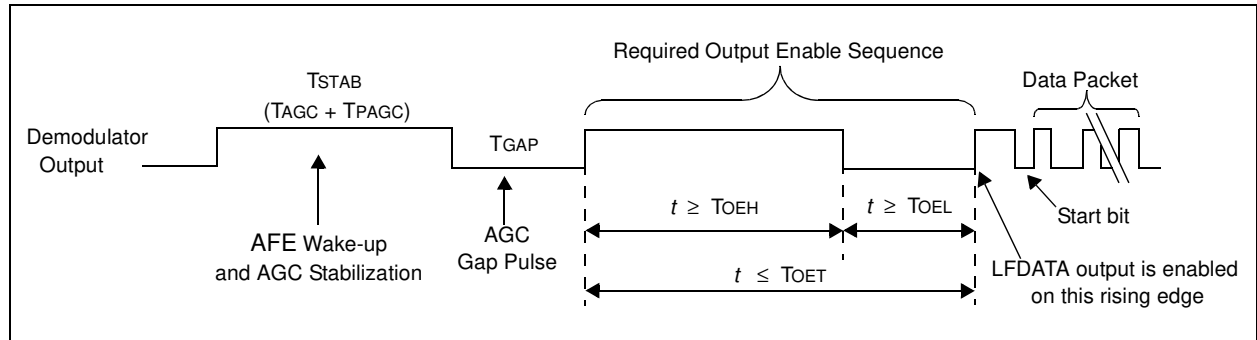 Required Output Enable Sequence
Data Packet
TSTAB
(TAGC + TPAGC)
Demodulator
Output
TGAP
t ≥ TOEH
t ≥ TOEL
Start bit
AFE Wake-up
and AGC Stabilization
AGC
Gap Pulse
t ≤ TOET
LFDATA output is enabled
on this rising edge